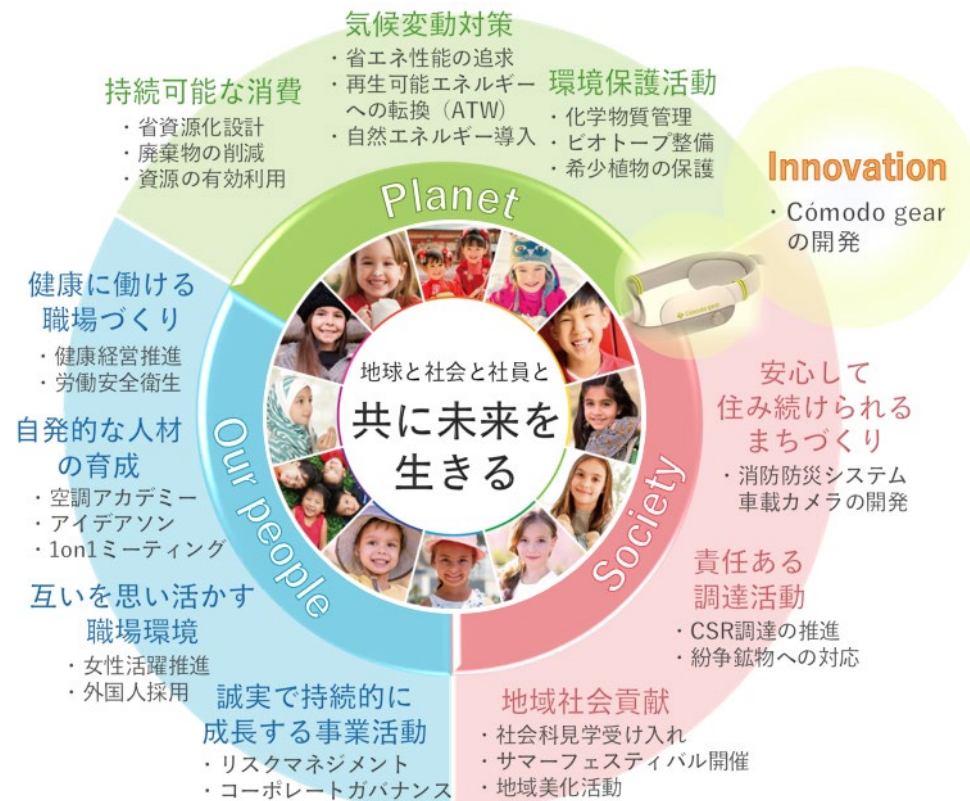 気候変動対策
・省エネ性能の追求
・再生可能エネルギー
への転換（ATW）
・自然エネルギー導入
持続可能な消費
・省資源化設計
・廃棄物の削減
・資源の有効利用
環境保護活動
・化学物質管理
・ビオトープ整備
・希少植物の保護
Innovation
・Cómodo gear
の開発
Planet
Cómodo gear
健康に働ける
職場づくり
・健康経営推進
・労働安全衛生
自発的な人材
の育成
・空調アカデミー
・アイデアソン
・1on1ミーティング
互いを思い活かす
職場環境
・女性活躍推進
・外国人採用
誠実で持続的に
成長する事業活動
・リスクマネジメント
・コーポレートガバナンス
Our people
地球と社会と社員と
共に未来を
生きる
Society
安心して
住み続けられる
まちづくり
・消防防災システム
車載カメラの開発
責任ある
調達活動
・CSR調達の推進
・紛争鉱物への対応
地域社会貢献
・社会科見学受け入れ
・サマーフェスティバル開催
・地域美化活動